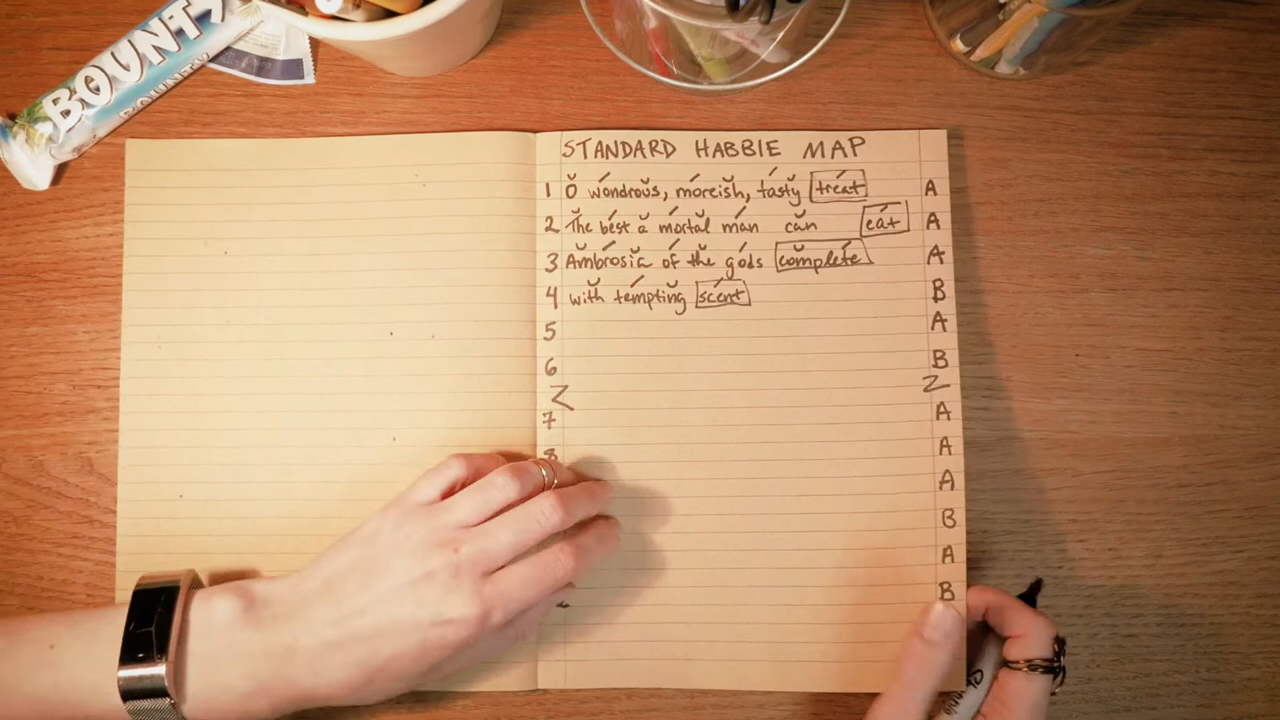 BOUNTY
BOUNTY
STANDARD HABBIE MAP
1 O wondrous, moreish, tasty treat A
2 The best a mortal man can eat A
3 Ambrosia of the gods complete A
4 with tempting scent B
5 A
6 B
Z Z
7 A
8 A
A
B
A
B